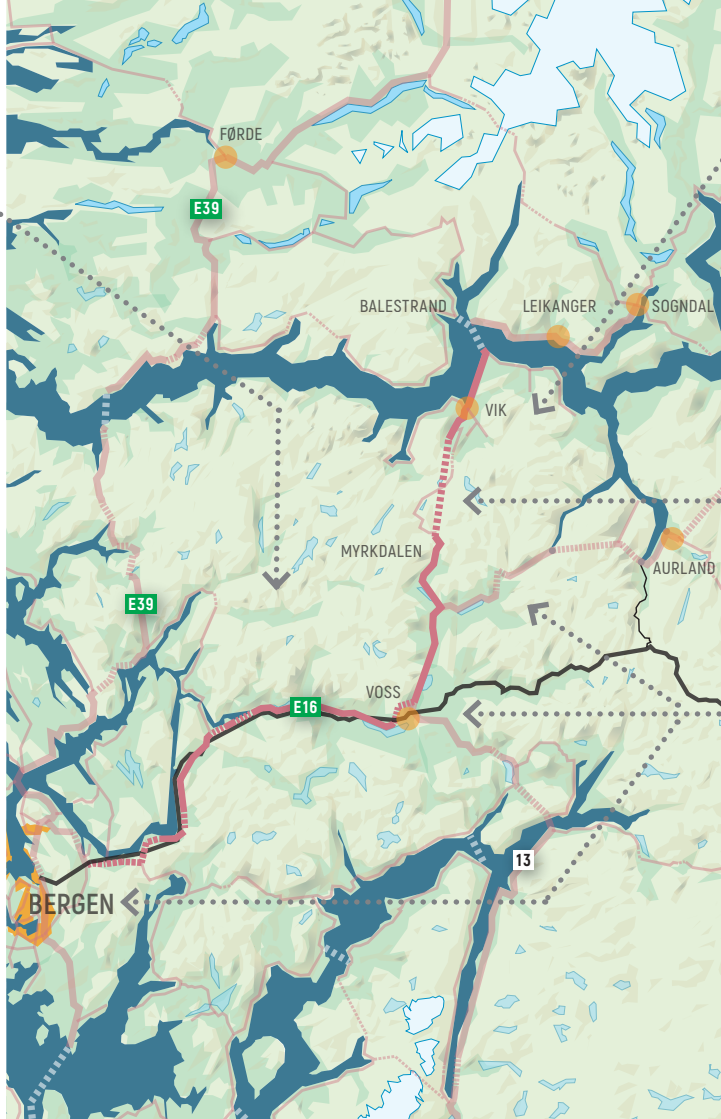 FØRDE
E39
BALESTRAND
LEIKANGER
SOGNDAL
VIK
MYRKDALEN
AURLAND
E39
VOSS
E16
13
BERGEN